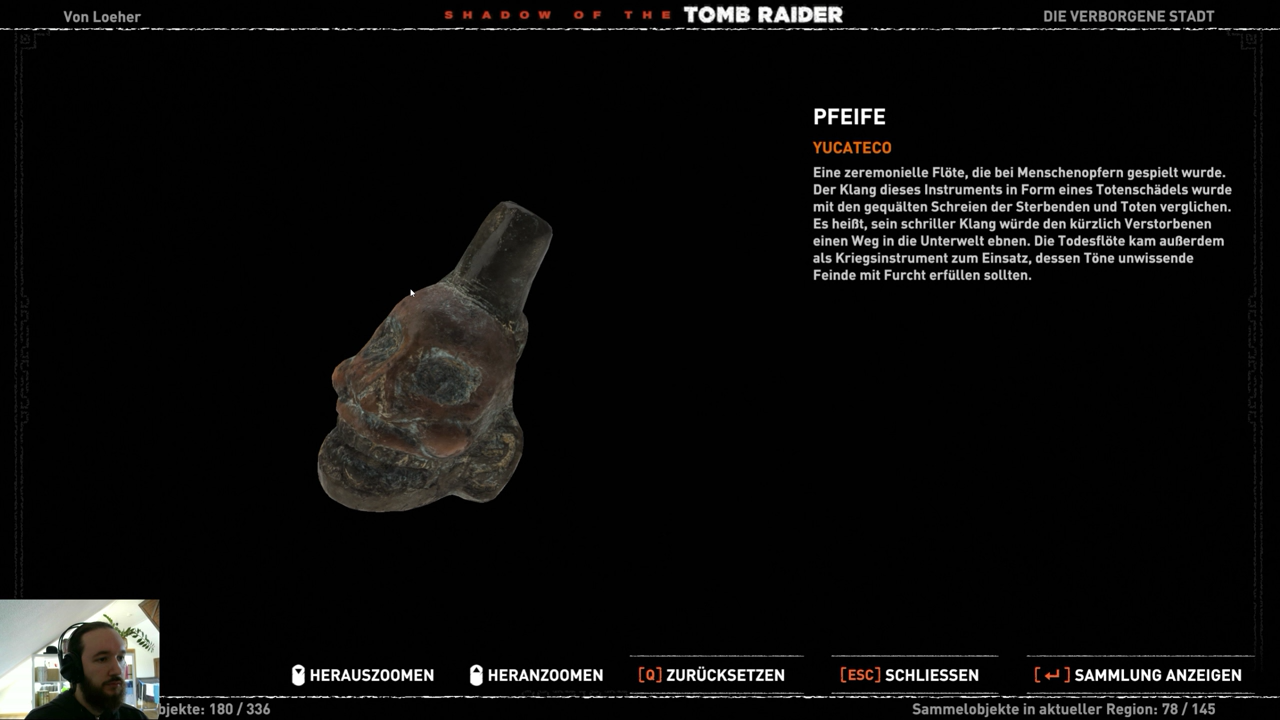 Von Loeher
SHADOW OF THE TOMB RAIDER
DIE VERBORGENE STADT
PFEIFE
YUCATECO
Eine zeremonielle Flöte, die bei Menschenopfern gespielt wurde.
Der Klang dieses Instruments in Form eines Totenschädels wurde
mit den gequälten Schreien der Sterbenden und Toten verglichen.
Es heißt, sein schriller Klang würde den kürzlich Verstorbenen
einen Weg in die Unterwelt ebnen. Die Todesflöte kam außerdem
als Kriegsinstrument zum Einsatz, dessen Töne unwissende
Feinde mit Furcht erfüllen sollten.
HERAUSZOOMEN
HERANZOOMEN
[Q] ZURÜCKSETZEN
[ESC] SCHLIESSEN
[↵] SAMMLUNG ANZEIGEN
bjekte: 180 / 336
Sammelobjekte in aktueller Region: 78 / 145